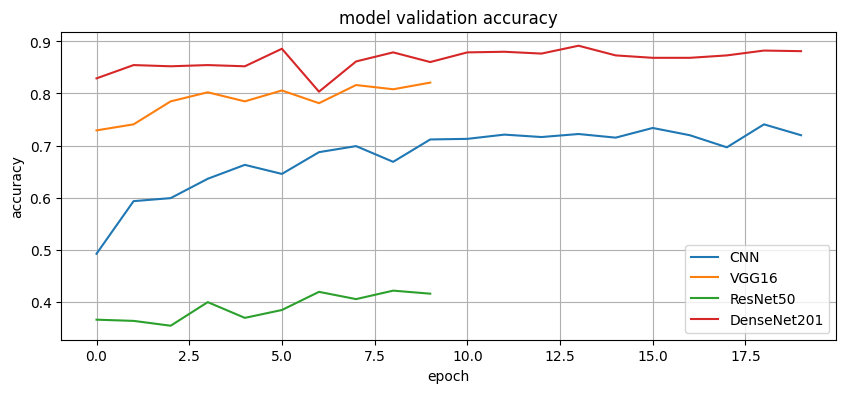 model validation accuracy
accuracy
0.9
0.8
0.7
0.6
0.5
0.4
CNN
VGG16
ResNet50
DenseNet201
0.0 2.5 5.0 7.5 10.0 12.5 15.0 17.5
epoch